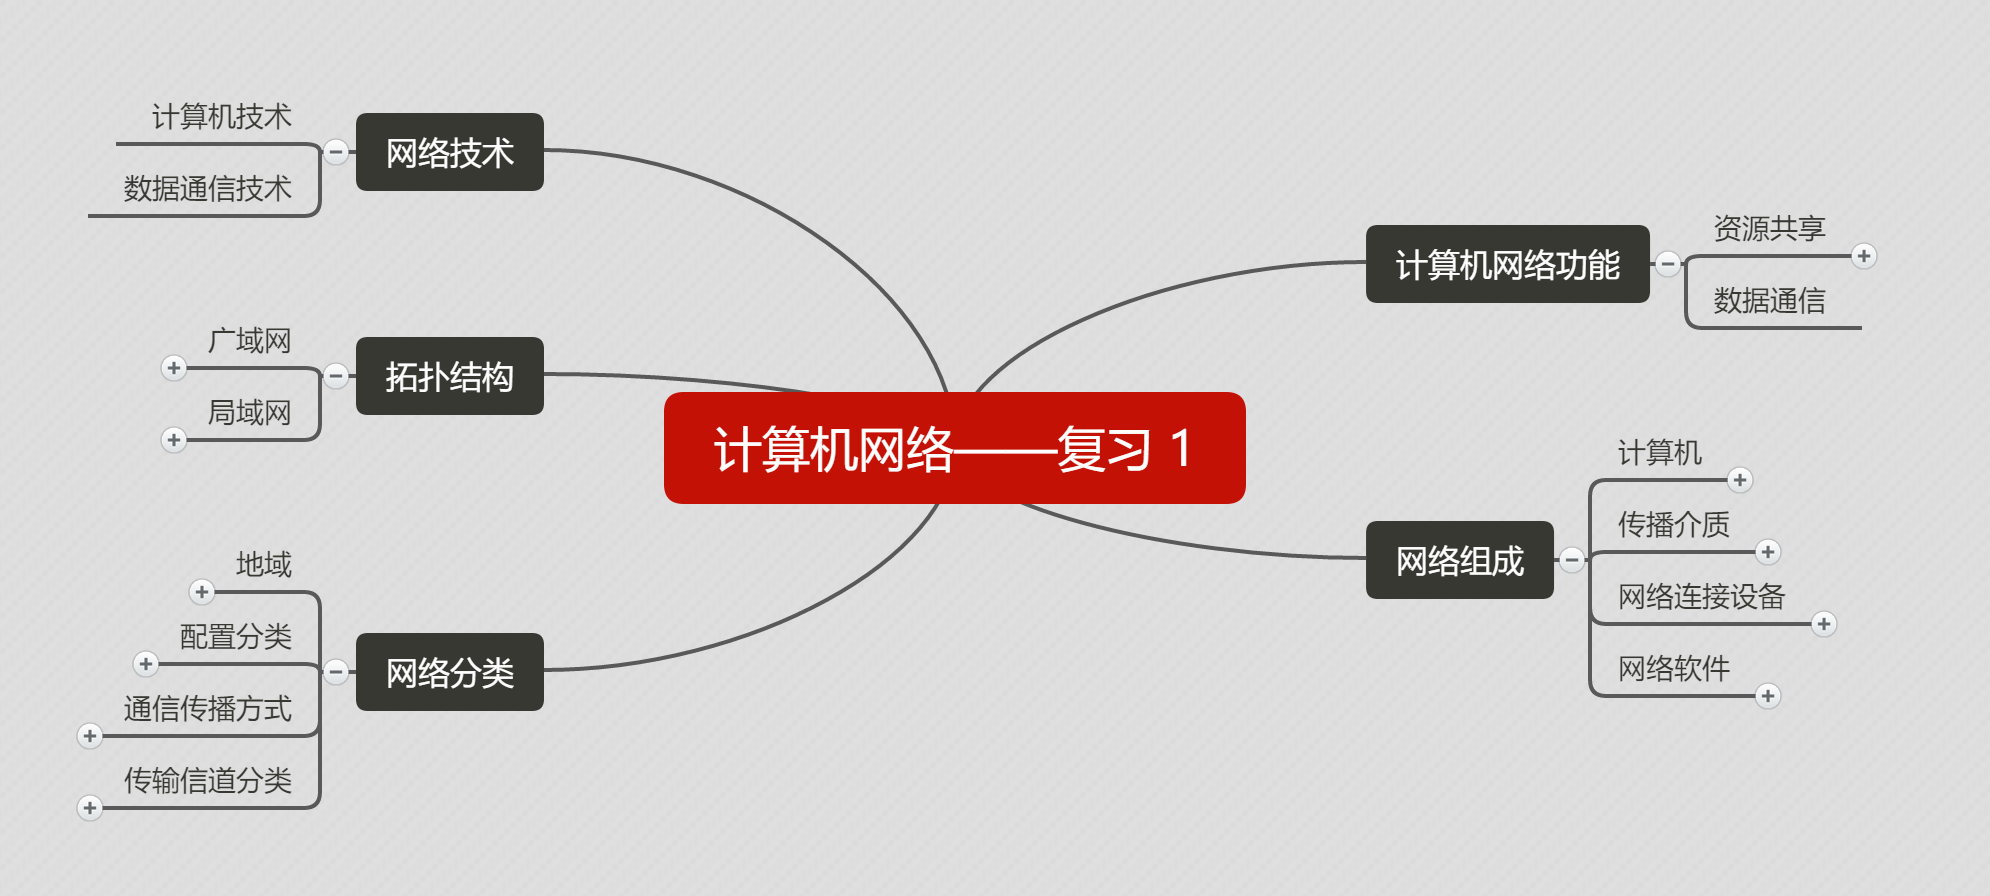 计算机网络——复习 1
网络技术
计算机技术
数据通信技术
拓扑结构
广域网
局域网
网络分类
地域
配置分类
通信传播方式
传输信道分类
计算机网络功能
资源共享
数据通信
网络组成
计算机
传播介质
网络连接设备
网络软件